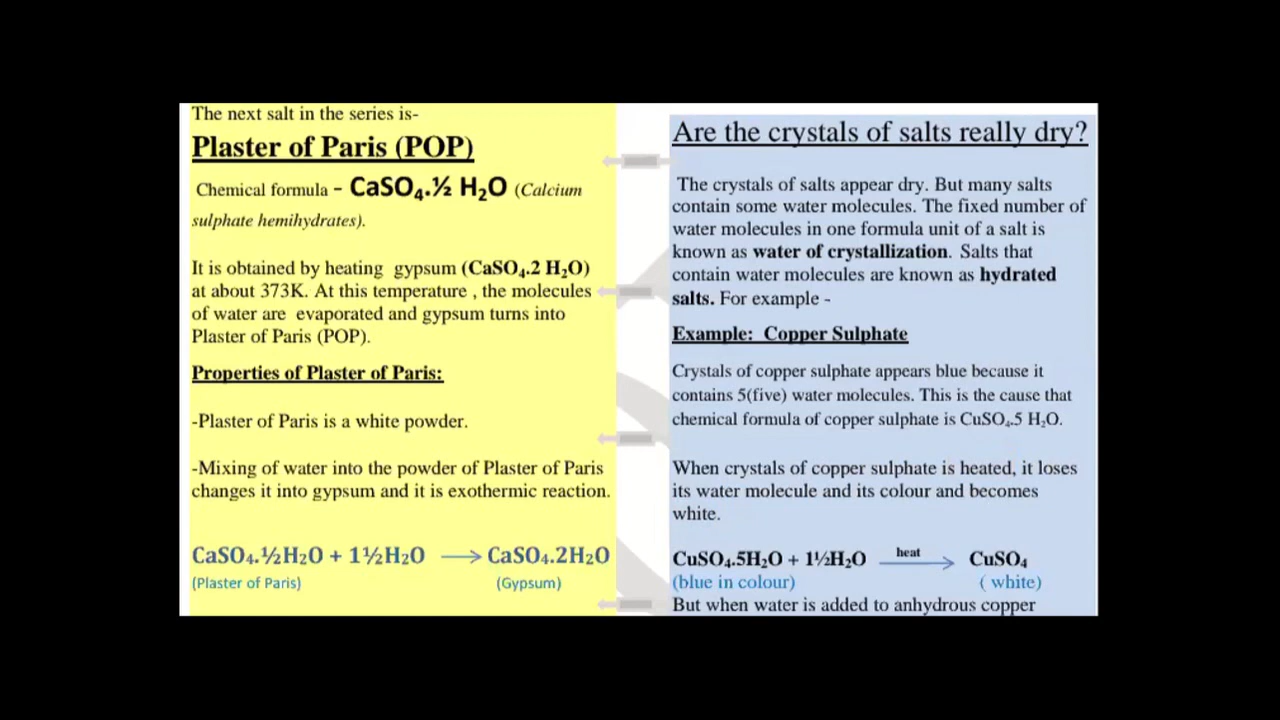 The next salt in the series is-
Plaster of Paris (POP)
Chemical formula – CaSO₄.½ H₂O (Calcium
sulphate hemihydrates).
It is obtained by heating gypsum (CaSO₄.2 H₂O)
at about 373K. At this temperature , the molecules
of water are evaporated and gypsum turns into
Plaster of Paris (POP).
Properties of Plaster of Paris:
-Plaster of Paris is a white powder.
-Mixing of water into the powder of Plaster of Paris
changes it into gypsum and it is exothermic reaction.
CaSO₄.½H₂O + 1½H₂O ⟶ CaSO₄.2H₂O
(Plaster of Paris) (Gypsum)
Are the crystals of salts really dry?
The crystals of salts appear dry. But many salts
contain some water molecules. The fixed number of
water molecules in one formula unit of a salt is
known as water of crystallization. Salts that
contain water molecules are known as hydrated
salts. For example -
Example: Copper Sulphate
Crystals of copper sulphate appears blue because it
contains 5(five) water molecules. This is the cause that
chemical formula of copper sulphate is CuSO₄.5 H₂O.
When crystals of copper sulphate is heated, it loses
its water molecule and its colour and becomes
white.
heat
CuSO₄.5H₂O + 1½H₂O ⟶ CuSO₄
(blue in colour) ( white)
But when water is added to anhydrous copper